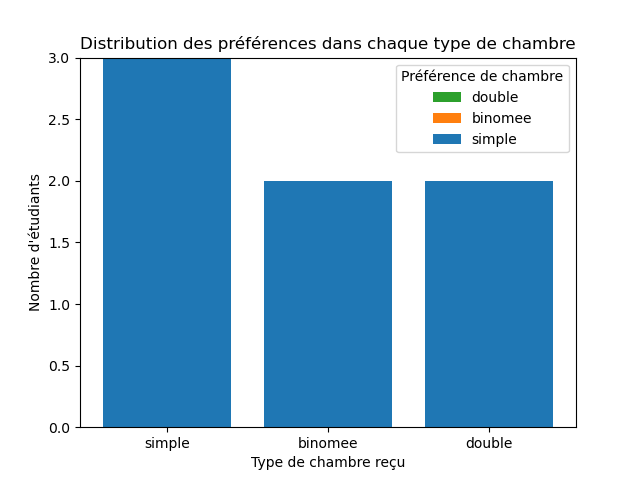 Distribution des préférences dans chaque type de chambre
3.0
2.5
2.0
1.5
1.0
0.5
0.0
Nombre d'étudiants
Préférence de chambre
double
binomee
simple
simple
binomee
double
Type de chambre reçu